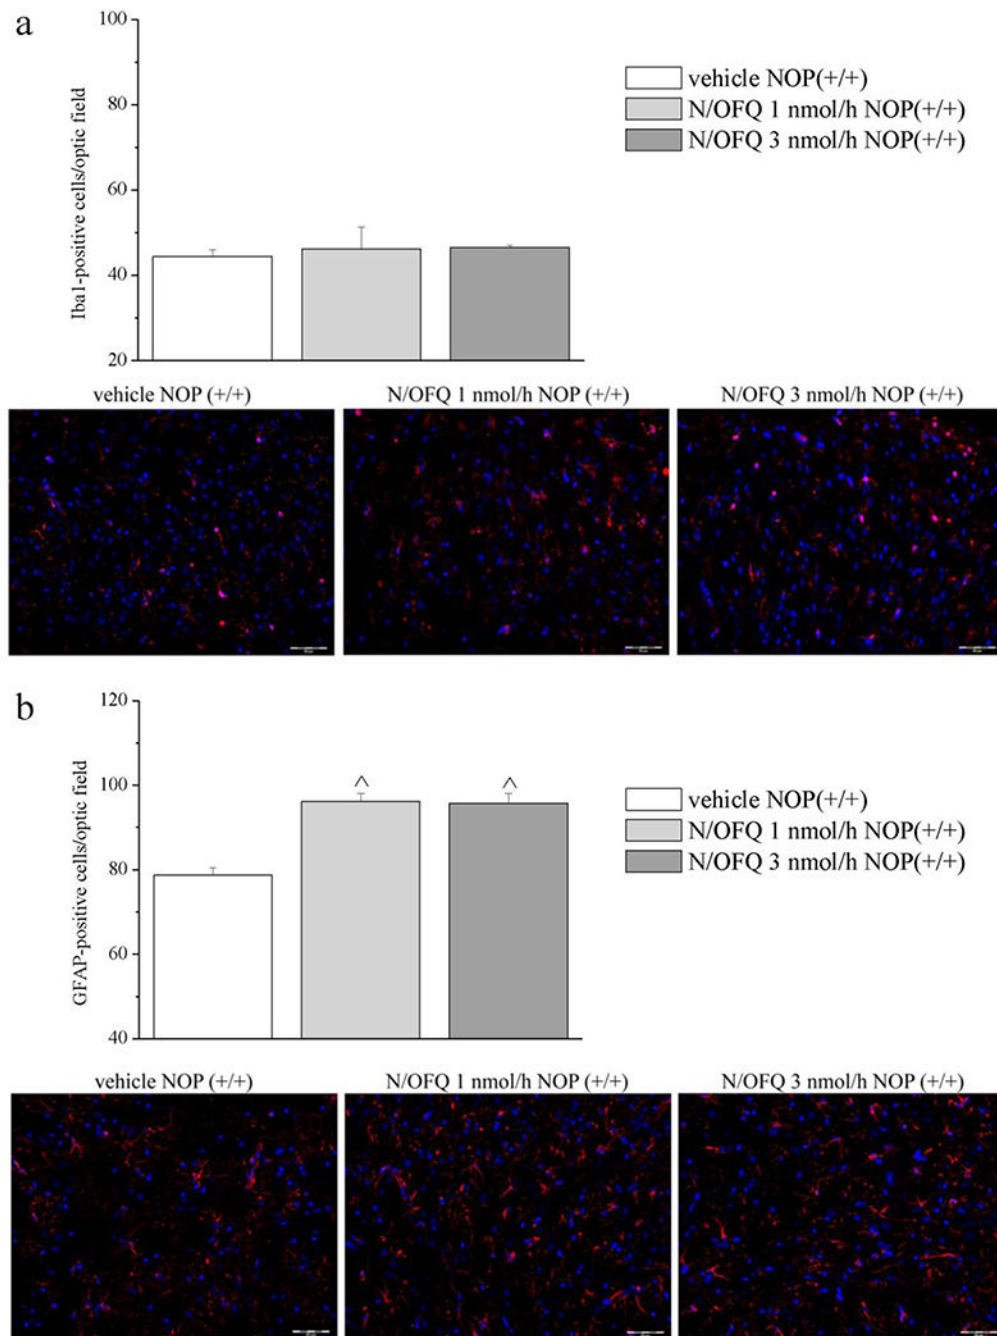 a
100
80
60
40
20
Iba1-positive cells/optic field
vehicle NOP(+/+)
N/OFQ 1 nmol/h NOP(+/+)
N/OFQ 3 nmol/h NOP(+/+)
vehicle NOP (+/+)
N/OFQ 1 nmol/h NOP (+/+)
N/OFQ 3 nmol/h NOP (+/+)
b
120
100
80
60
40
GFAP-positive cells/optic field
^
^
vehicle NOP(+/+)
N/OFQ 1 nmol/h NOP(+/+)
N/OFQ 3 nmol/h NOP(+/+)
vehicle NOP (+/+)
N/OFQ 1 nmol/h NOP (+/+)
N/OFQ 3 nmol/h NOP (+/+)